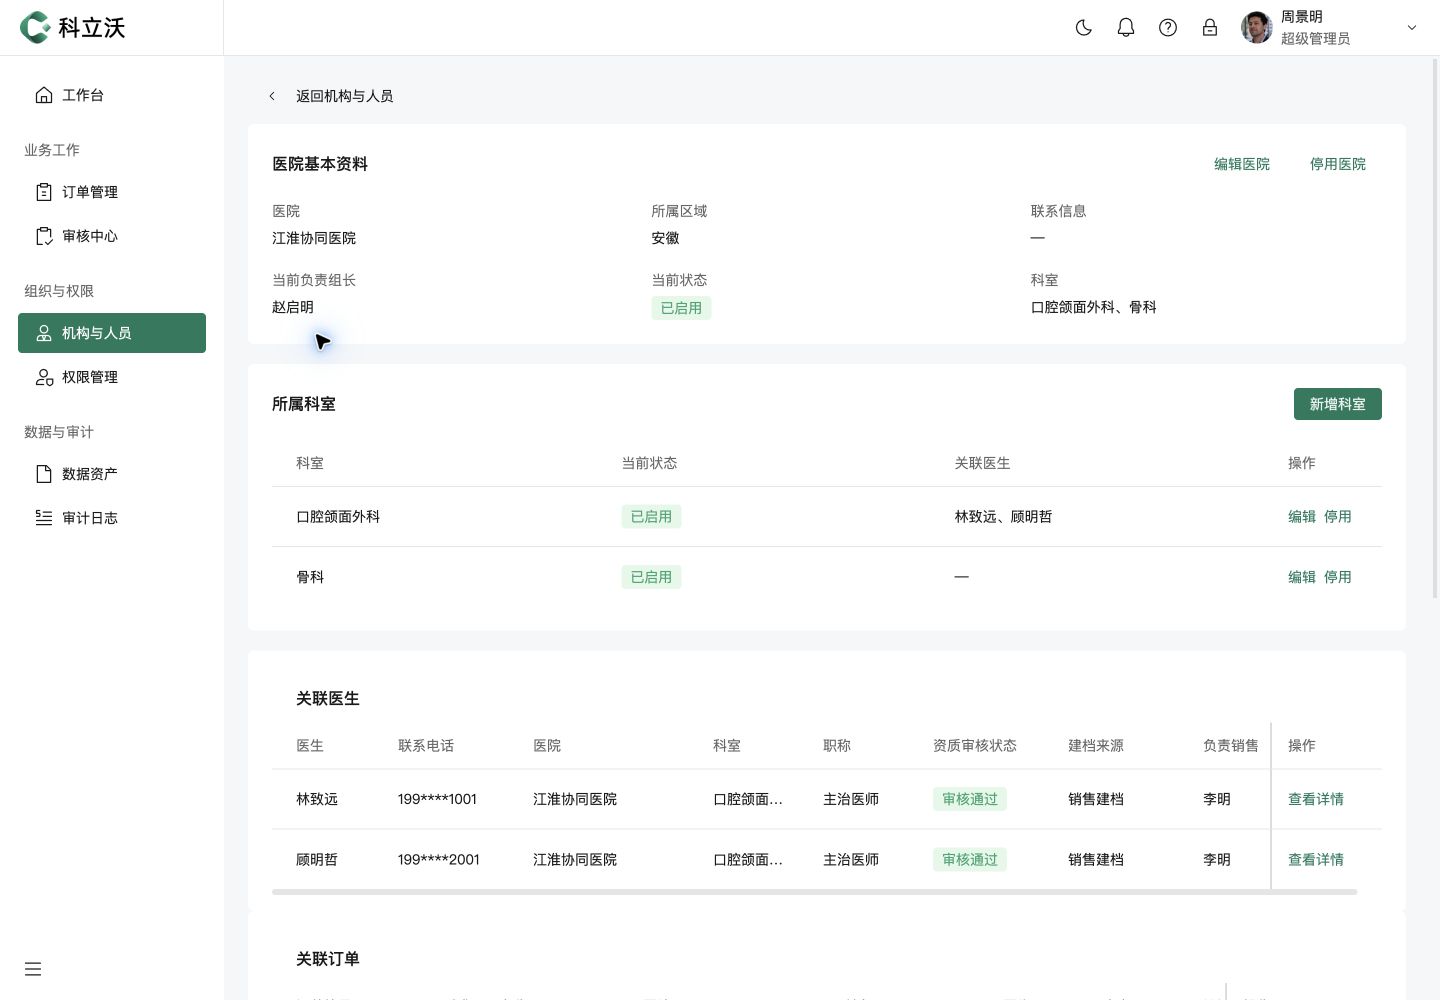 科立沃
周景明
超级管理员
工作台
业务工作
订单管理
审核中心
组织与权限
机构与人员
权限管理
数据与审计
数据资产
审计日志
返回机构与人员
医院基本资料
编辑医院 停用医院
医院 所属区域 联系信息
江淮协同医院 安徽 —
当前负责组长 当前状态 科室
赵启明 已启用 口腔颌面外科、骨科
所属科室
新增科室
科室 当前状态 关联医生 操作
口腔颌面外科 已启用 林致远、顾明哲 编辑 停用
骨科 已启用 — 编辑 停用
关联医生
医生 联系电话 医院 科室 职称 资质审核状态 建档来源 负责销售 操作
林致远 199****1001 江淮协同医院 口腔颌面... 主治医师 审核通过 销售建档 李明 查看详情
顾明哲 199****2001 江淮协同医院 口腔颌面... 主治医师 审核通过 销售建档 李明 查看详情
关联订单